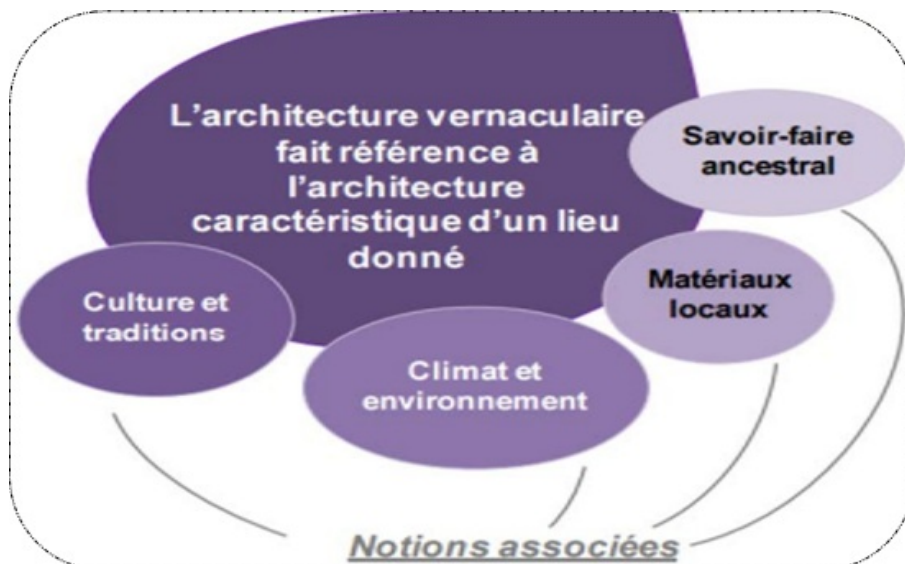 L'architecture vernaculaire
fait référence à
l'architecture
caractéristique d'un lieu
donné
Savoir-faire
ancestral
Matériaux
locaux
Culture et
traditions
Climat et
environnement
Notions associées